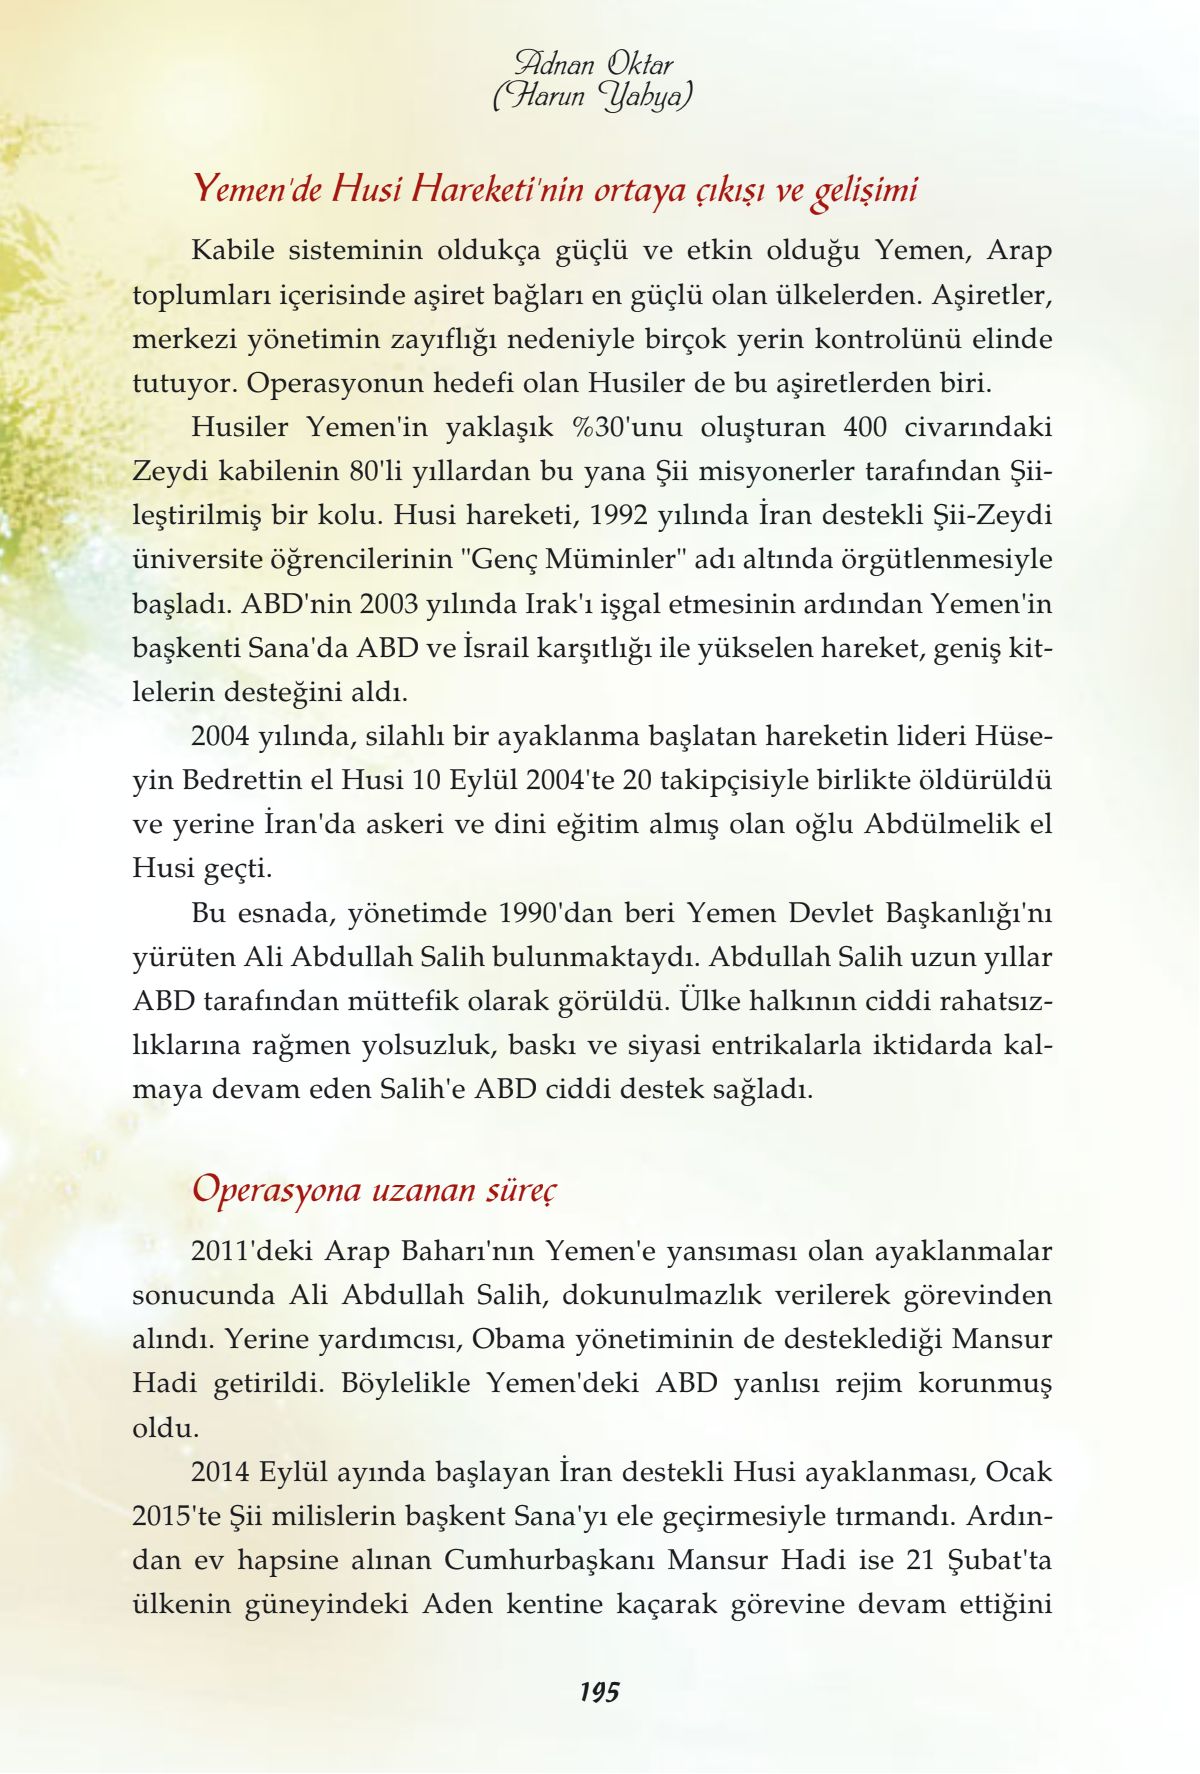 Adnan Oktar
(Harun Yahya)
Yemen'de Husi Hareketi'nin ortaya çıkışı ve gelişimi
Kabile sisteminin oldukça güçlü ve etkin olduğu Yemen, Arap
toplumları içerisinde aşiret bağları en güçlü olan ülkelerden. Aşiretler,
merkezi yönetimin zayıflığı nedeniyle birçok yerin kontrolünü elinde
tutuyor. Operasyonun hedefi olan Husiler de bu aşiretlerden biri.
Husiler Yemen'in yaklaşık %30'unu oluşturan 400 civarındaki
Zeydi kabilenin 80'li yıllardan bu yana Şii misyonerler tarafından Şii-
leştirilmiş bir kolu. Husi hareketi, 1992 yılında İran destekli Şii-Zeydi
üniversite öğrencilerinin "Genç Müminler" adı altında örgütlenmesiyle
başladı. ABD'nin 2003 yılında Irak'ı işgal etmesinin ardından Yemen'in
başkenti Sana'da ABD ve İsrail karşıtlığı ile yükselen hareket, geniş kit-
lelerin desteğini aldı.
2004 yılında, silahlı bir ayaklanma başlatan hareketin lideri Hüse-
yin Bedrettin el Husi 10 Eylül 2004'te 20 takipçisiyle birlikte öldürüldü
ve yerine İran'da askeri ve dini eğitim almış olan oğlu Abdülmelik el
Husi geçti.
Bu esnada, yönetimde 1990'dan beri Yemen Devlet Başkanlığı'nı
yürüten Ali Abdullah Salih bulunmaktaydı. Abdullah Salih uzun yıllar
ABD tarafından müttefik olarak görüldü. Ülke halkının ciddi rahatsız-
lıklarına rağmen yolsuzluk, baskı ve siyasi entrikalarla iktidarda kal-
maya devam eden Salih'e ABD ciddi destek sağladı.
Operasyona uzanan süreç
2011'deki Arap Baharı'nın Yemen'e yansıması olan ayaklanmalar
sonucunda Ali Abdullah Salih, dokunulmazlık verilerek görevinden
alındı. Yerine yardımcısı, Obama yönetiminin de desteklediği Mansur
Hadi getirildi. Böylelikle Yemen'deki ABD yanlısı rejim korunmuş
oldu.
2014 Eylül ayında başlayan İran destekli Husi ayaklanması, Ocak
2015'te Şii milislerin başkent Sana'yı ele geçirmesiyle tırmandı. Ardın-
dan ev hapsine alınan Cumhurbaşkanı Mansur Hadi ise 21 Şubat'ta
ülkenin güneyindeki Aden kentine kaçarak görevine devam ettiğini
195